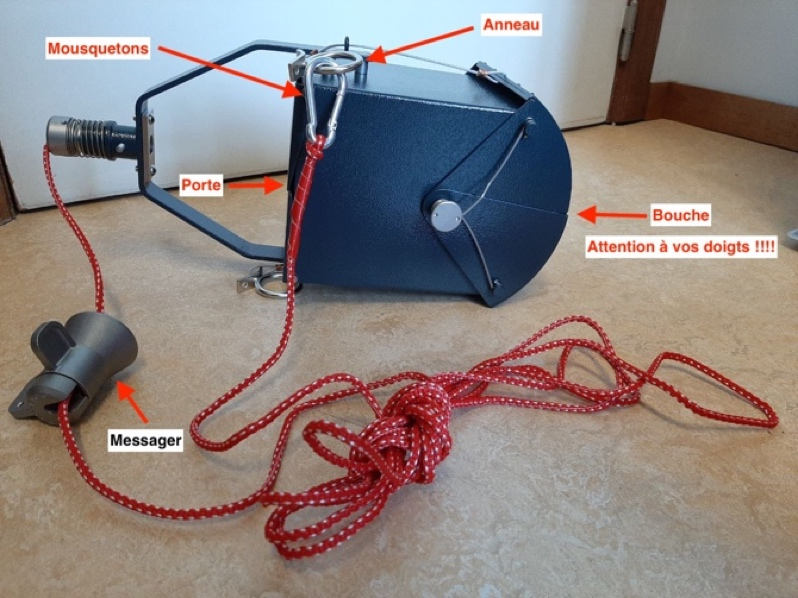 Anneau
Mousquetons
Porte
Bouche
Attention à vos doigts !!!!
Messager